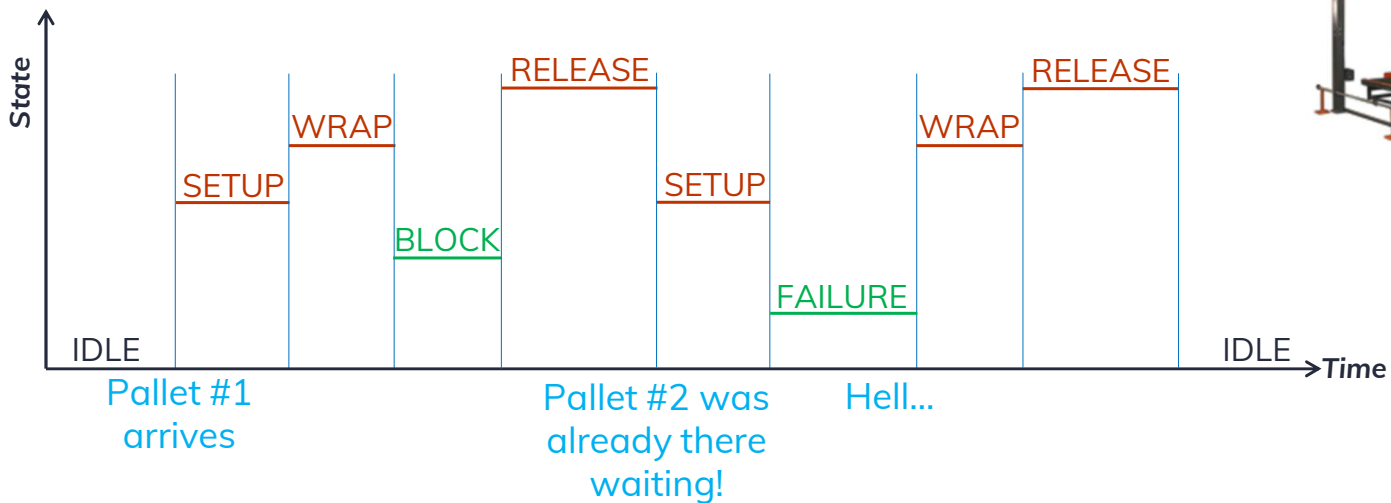 State
RELEASE
RELEASE
WRAP
WRAP
SETUP
SETUP
BLOCK
FAILURE
IDLE
IDLE
Time
Pallet #1
arrives
Pallet #2 was
already there
waiting!
Hell...